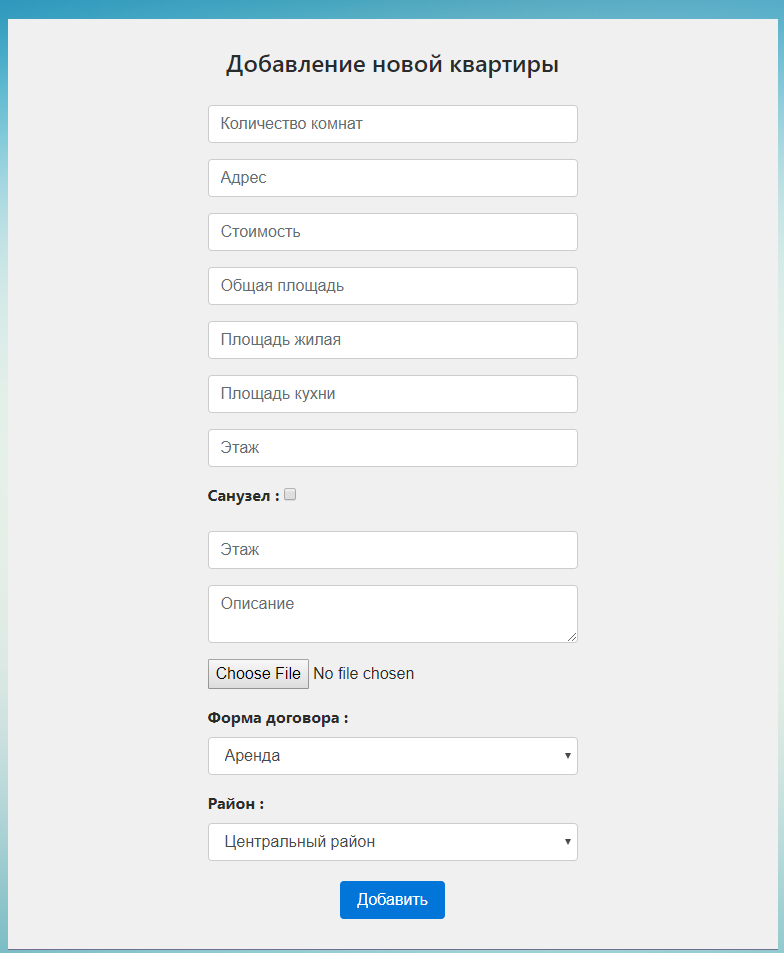 Добавление новой квартиры
Количество комнат
Адрес
Стоимость
Общая площадь
Площадь жилая
Площадь кухни
Этаж
Санузел :
Этаж
Описание
Choose File No file chosen
Форма договора :
Аренда
Район :
Центральный район
Добавить